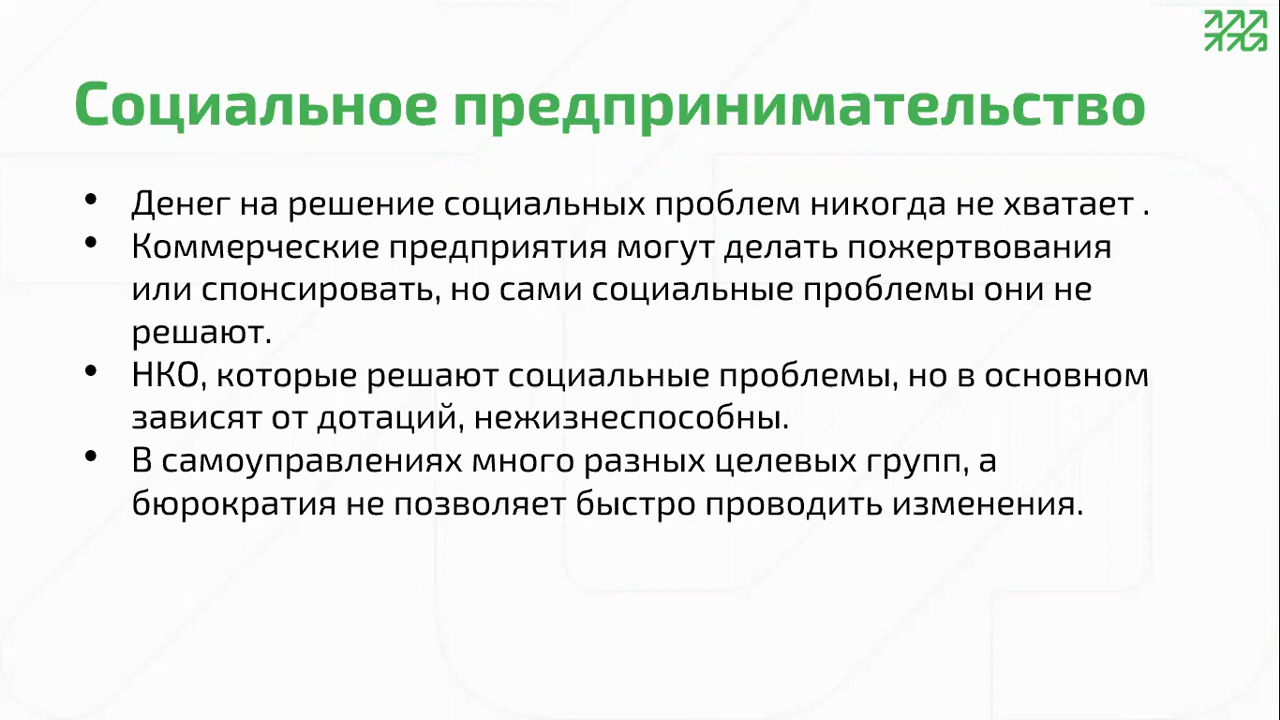 Социальное предпринимательство
• Денег на решение социальных проблем никогда не хватает .
• Коммерческие предприятия могут делать пожертвования
или спонсировать, но сами социальные проблемы они не
решают.
• НКО, которые решают социальные проблемы, но в основном
зависят от дотаций, нежизнеспособны.
• В самоуправлениях много разных целевых групп, а
бюрократия не позволяет быстро проводить изменения.